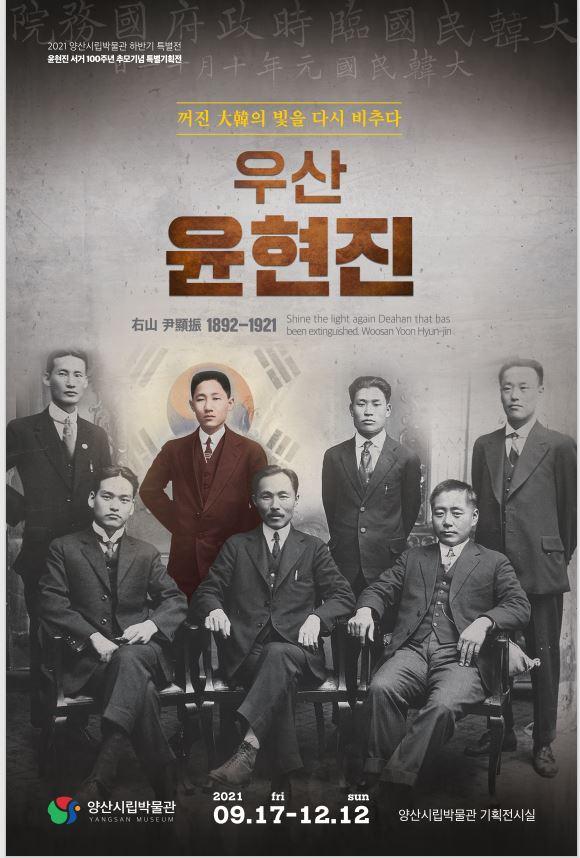 院務國府政時臨國民國韓大
日二廿月十年元國民國韓大
2021 양산시립박물관 하반기 특별전
윤현진 서거 100주년 추모기념 특별기획전
꺼진 大韓의 빛을 다시 비추다
우산
윤현진
右山 尹顯振 1892–1921
Shine the light again Deahan that has
been extinguished. Woosan Yoon Hyun-jin
양산시립박물관
YANGSAN MUSEUM
2021 fri sun
09.17-12.12
양산시립박물관 기획전시실